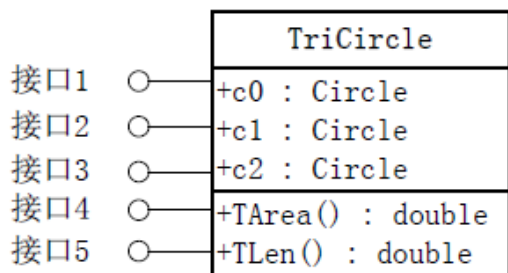 TriCircle
接口1 +c0 : Circle
接口2 +c1 : Circle
接口3 +c2 : Circle
接口4 +TArea() : double
接口5 +TLen() : double